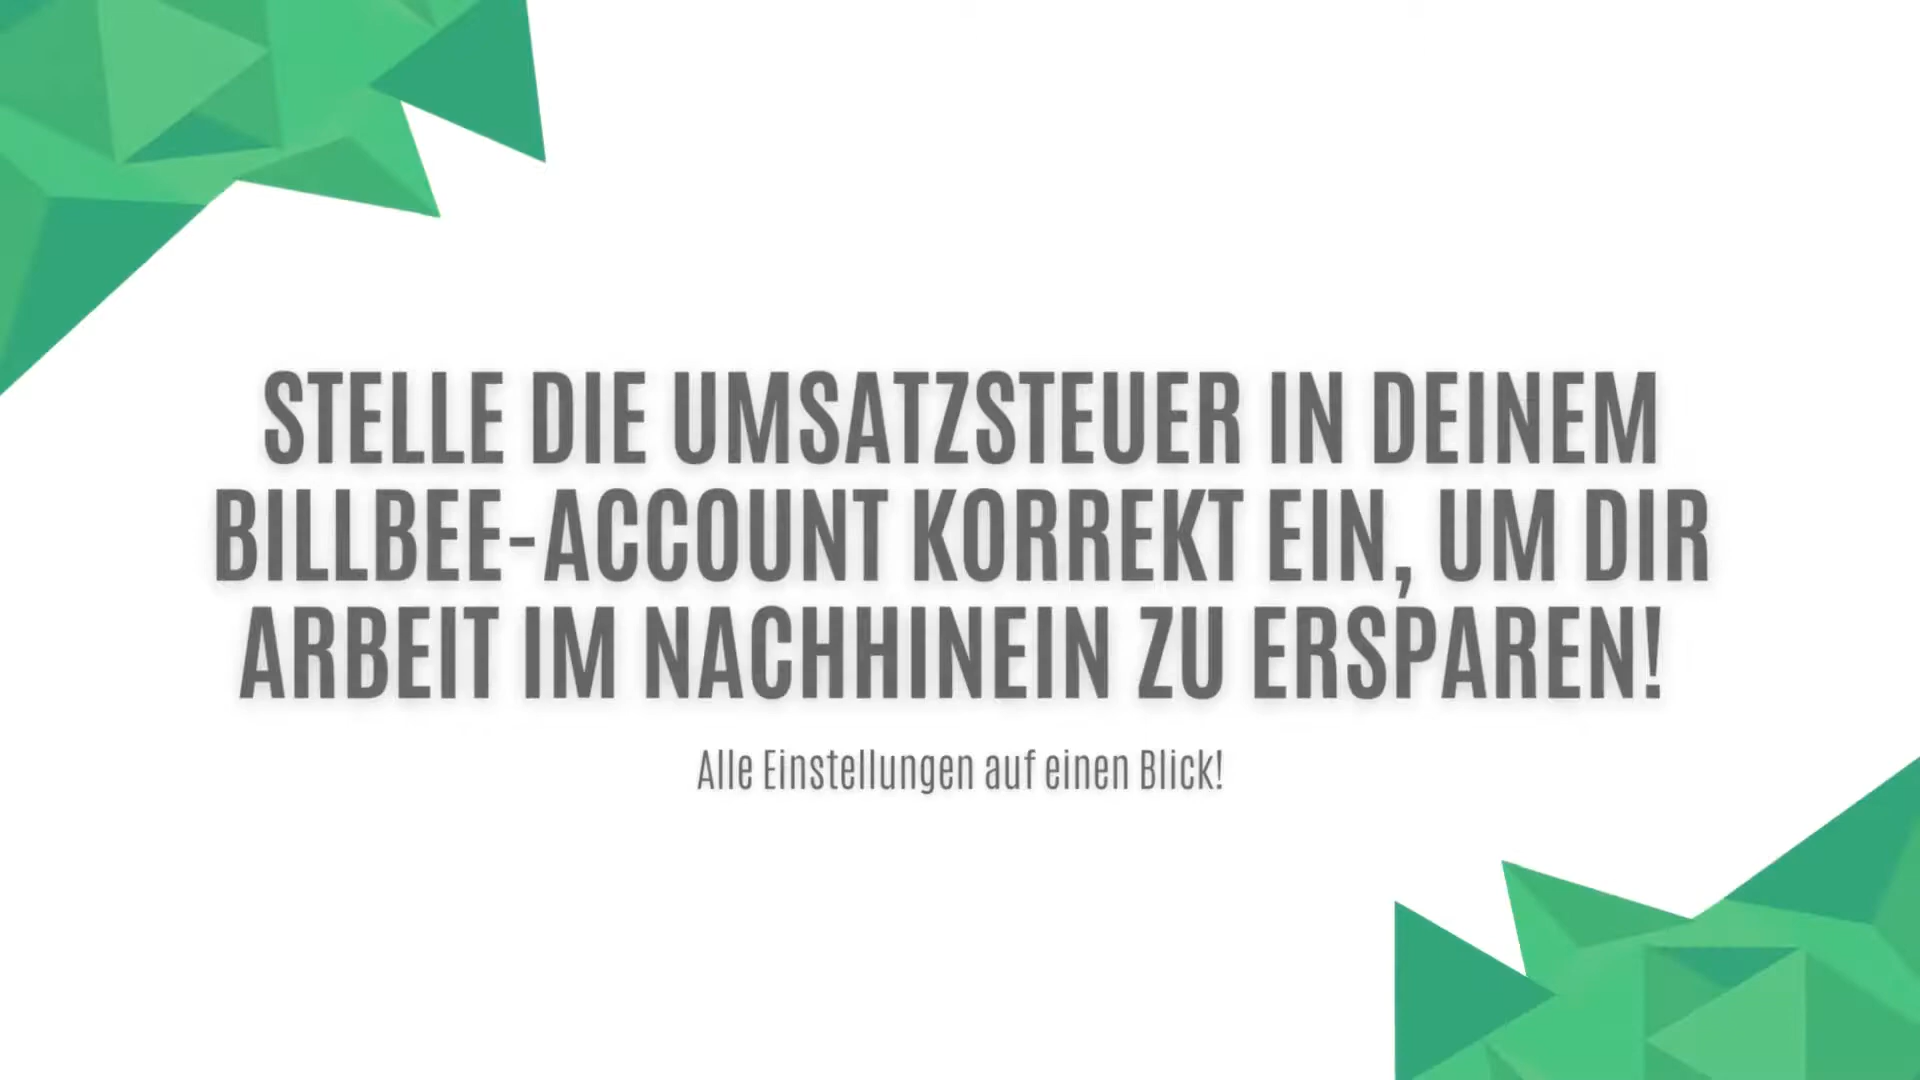 STELLE DIE UMSATZSTEUER IN DEINEM
BILLBEE-ACCOUNT KORREKT EIN, UM DIR
ARBEIT IM NACHHINEIN ZU ERSPAREN!
Alle Einstellungen auf einen Blick!